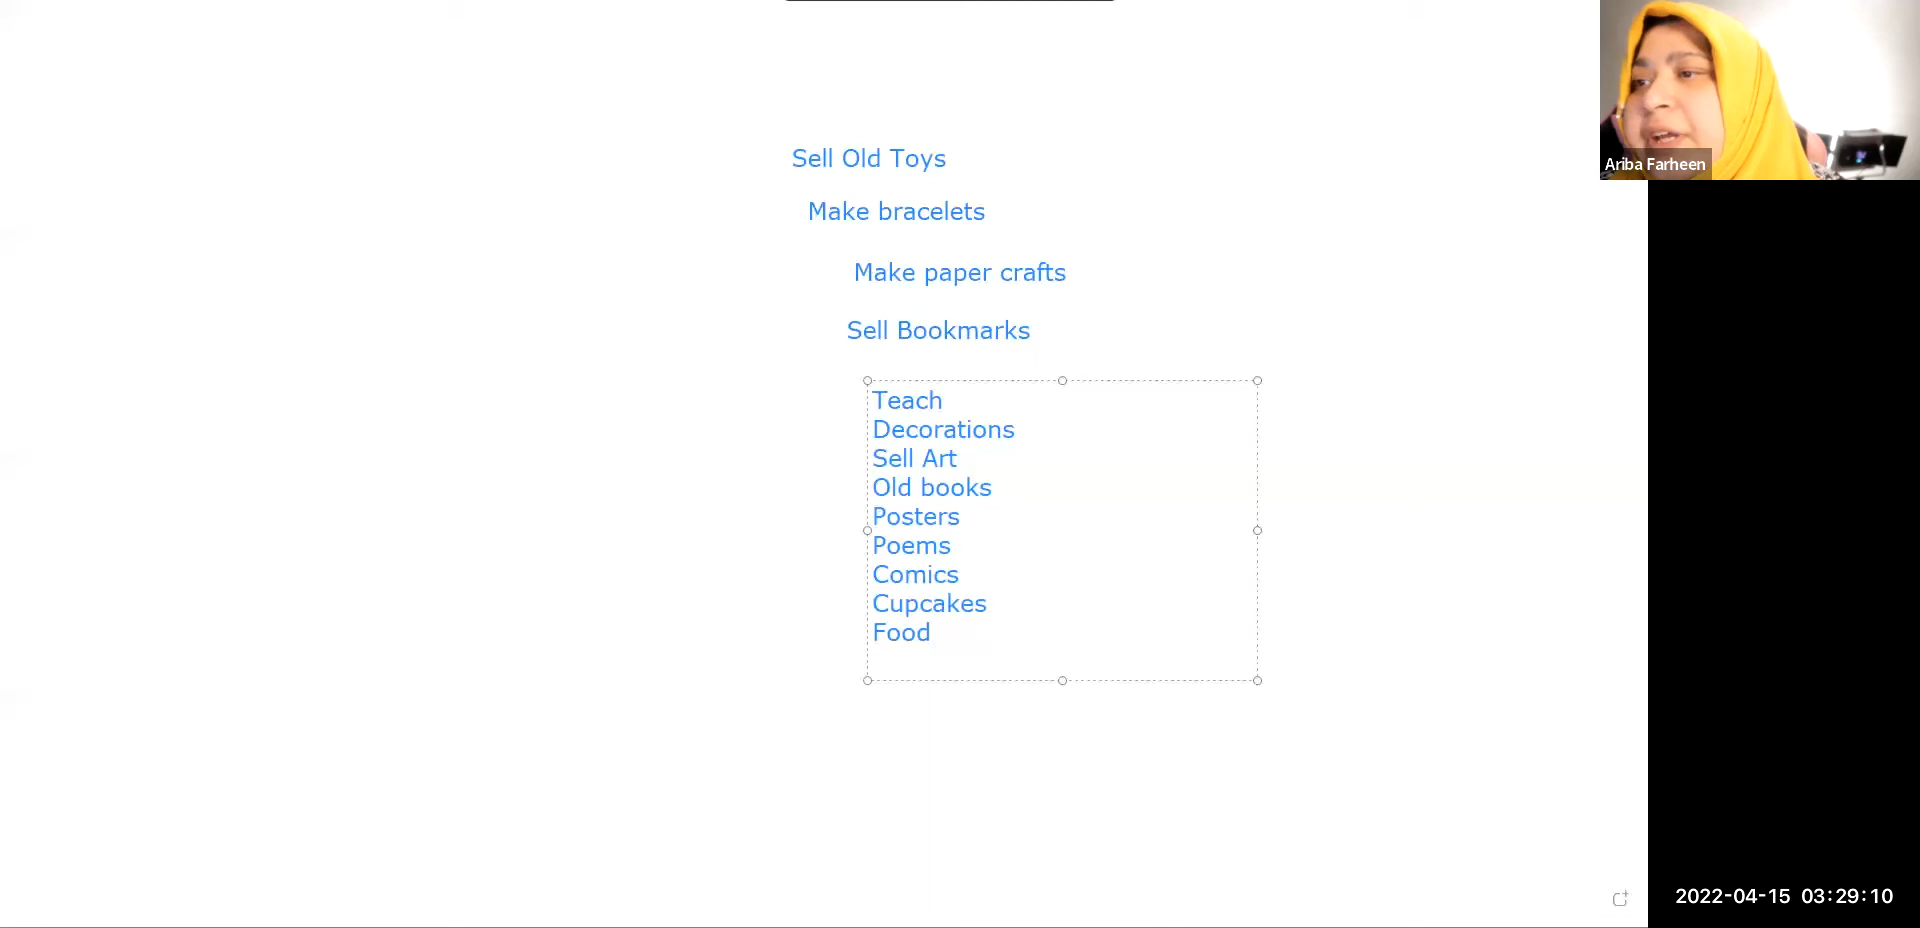 Sell Old Toys
Make bracelets
Make paper crafts
Sell Bookmarks
Teach
Decorations
Sell Art
Old books
Posters
Poems
Comics
Cupcakes
Food
Ariba Farheen
2022-04-15 03:29:10